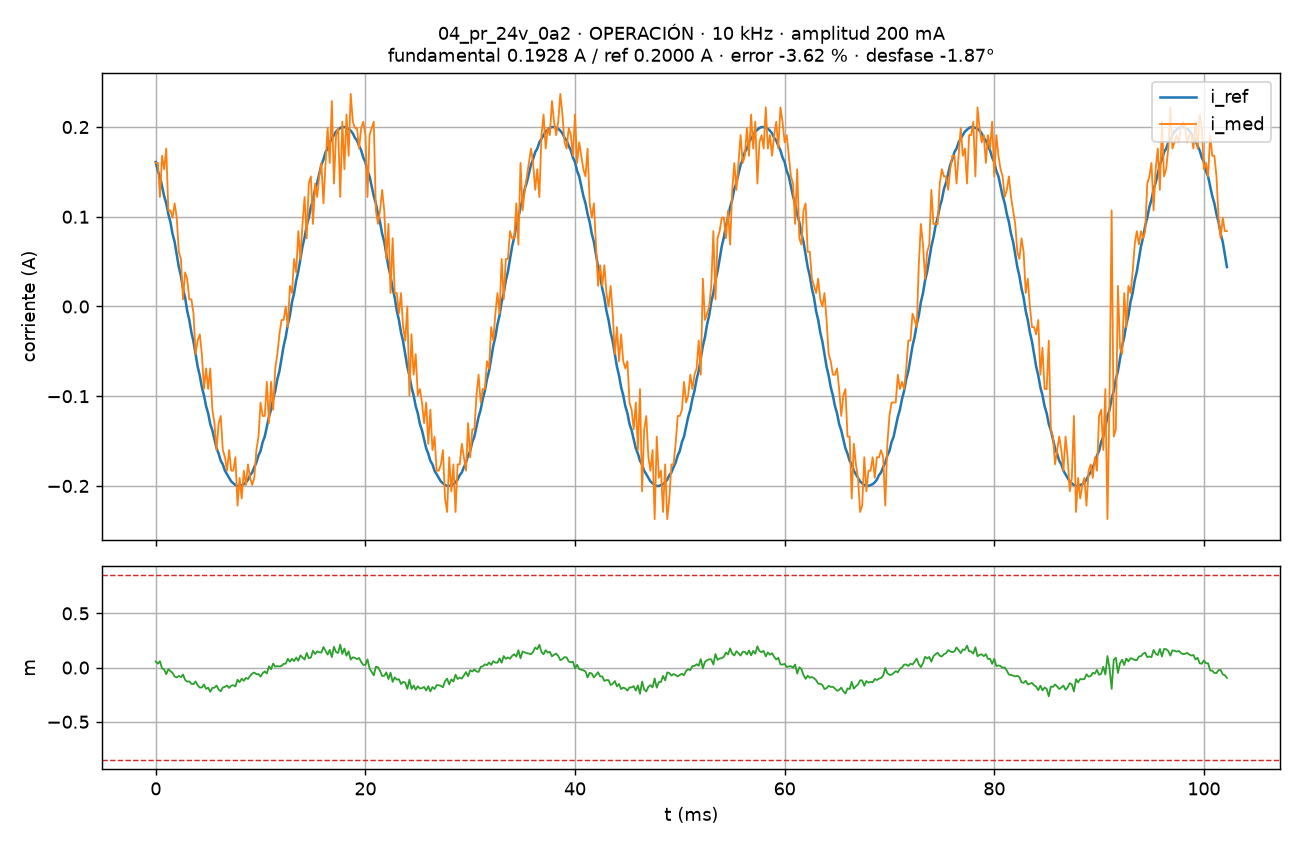 04_pr_24v_0a2 · OPERACIÓN · 10 kHz · amplitud 200 mA
fundamental 0.1928 A / ref 0.2000 A · error -3.62 % · desfase -1.87°
i_ref
i_med
0.2
0.1
0.0
−0.1
−0.2
corriente (A)
0.5
0.0
−0.5
m
0
20
40
60
80
100
t (ms)